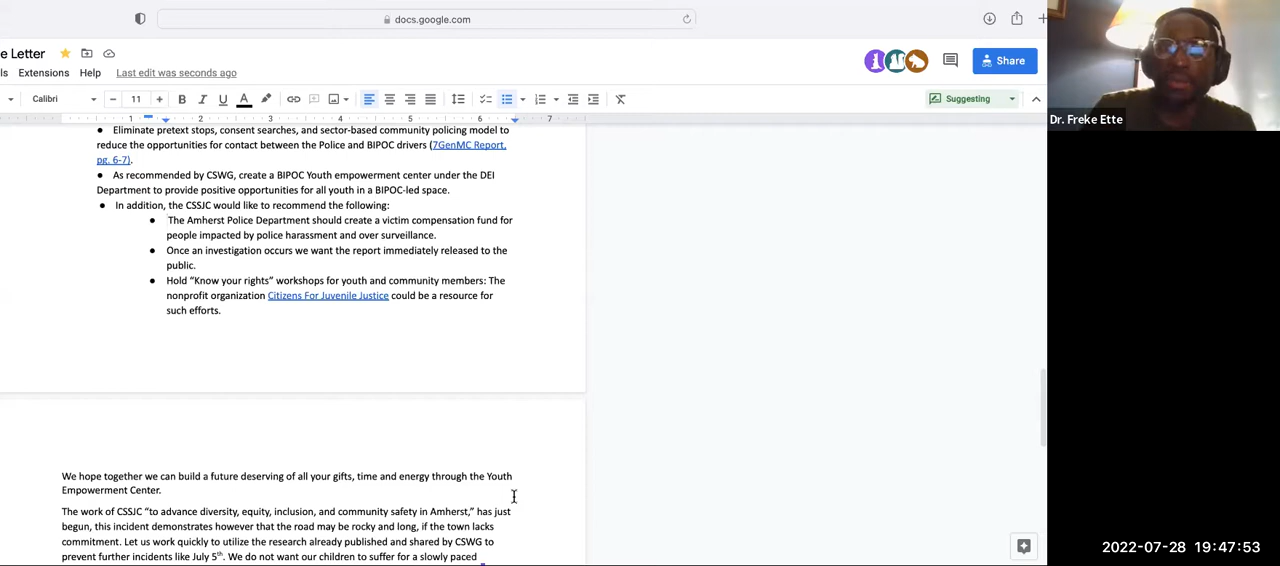 docs.google.com
e Letter
ls Extensions Help Last edit was seconds ago
Share
Calibri 11 Suggesting
1 2 3 4 5 6 7
● Eliminate pretext stops, consent searches, and sector-based community policing model to
reduce the opportunities for contact between the Police and BIPOC drivers (7GenMC Report,
pg. 6-7).
● As recommended by CSWG, create a BIPOC Youth empowerment center under the DEI
Department to provide positive opportunities for all youth in a BIPOC-led space.
● In addition, the CSSJC would like to recommend the following:
● The Amherst Police Department should create a victim compensation fund for
people impacted by police harassment and over surveillance.
● Once an investigation occurs we want the report immediately released to the
public.
● Hold “Know your rights” workshops for youth and community members: The
nonprofit organization Citizens For Juvenile Justice could be a resource for
such efforts.
We hope together we can build a future deserving of all your gifts, time and energy through the Youth
Empowerment Center.
The work of CSSJC “to advance diversity, equity, inclusion, and community safety in Amherst,” has just
begun, this incident demonstrates however that the road may be rocky and long, if the town lacks
commitment. Let us work quickly to utilize the research already published and shared by CSWG to
prevent further incidents like July 5th. We do not want our children to suffer for a slowly paced
Dr. Freke Ette
2022-07-28 19:47:53